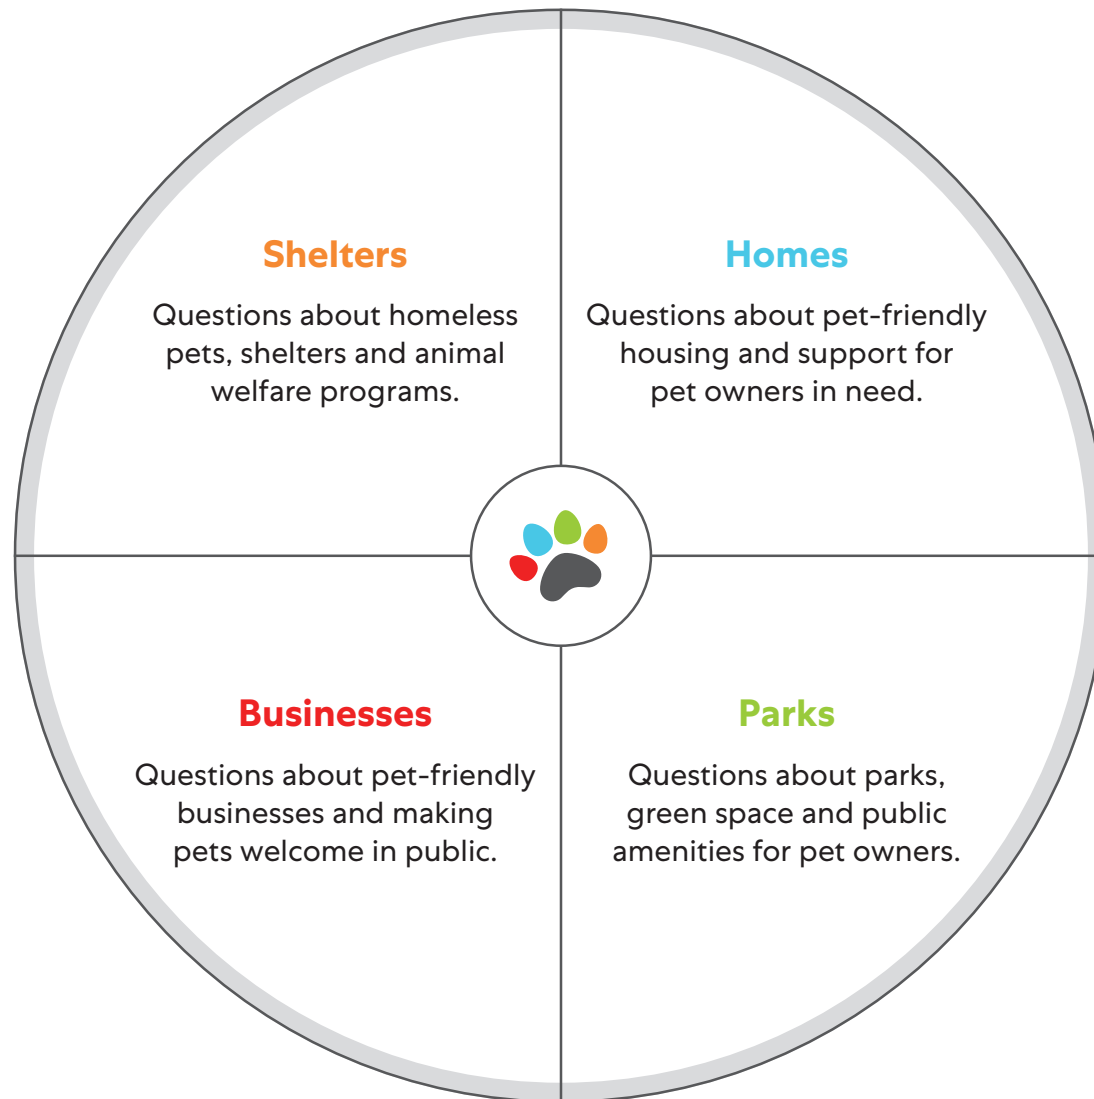 Shelters
Questions about homeless
pets, shelters and animal
welfare programs.
Homes
Questions about pet-friendly
housing and support for
pet owners in need.
Businesses
Questions about pet-friendly
businesses and making
pets welcome in public.
Parks
Questions about parks,
green space and public
amenities for pet owners.